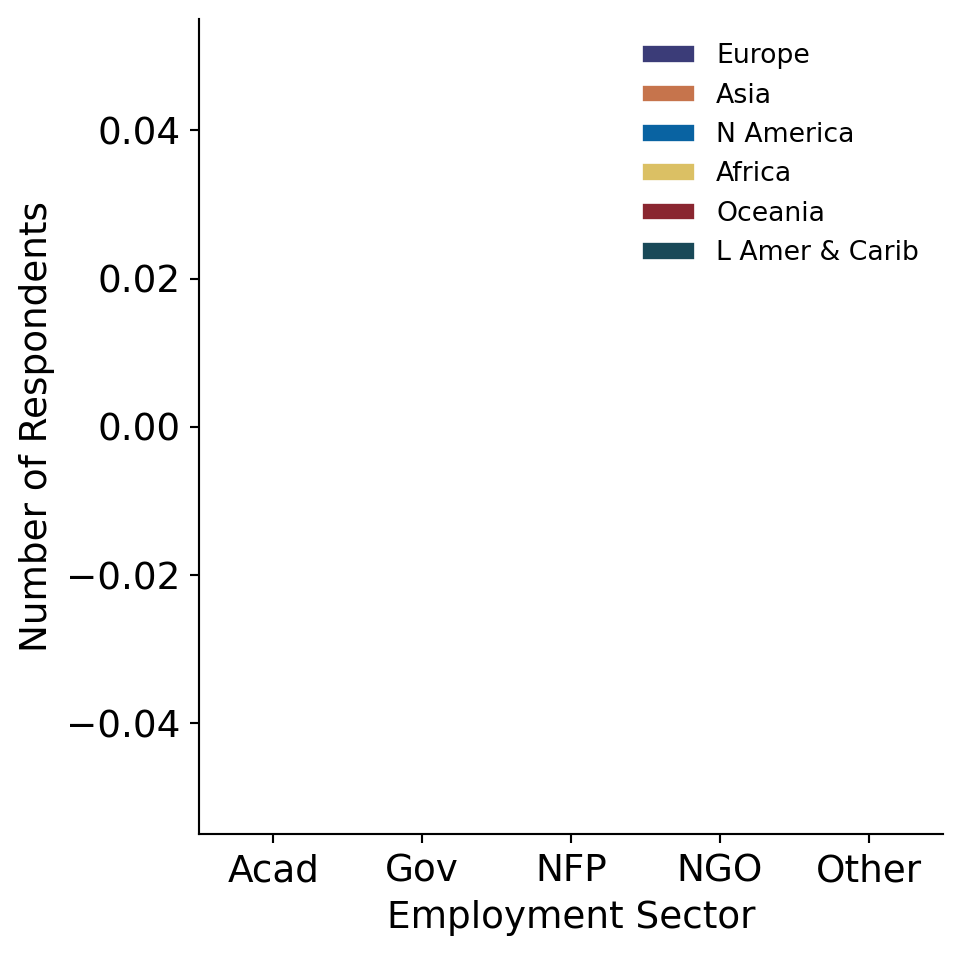 Europe
Asia
N America
Africa
Oceania
L Amer & Carib
0.04
0.02
0.00
−0.02
−0.04
Number of Respondents
Acad Gov NFP NGO Other
Employment Sector